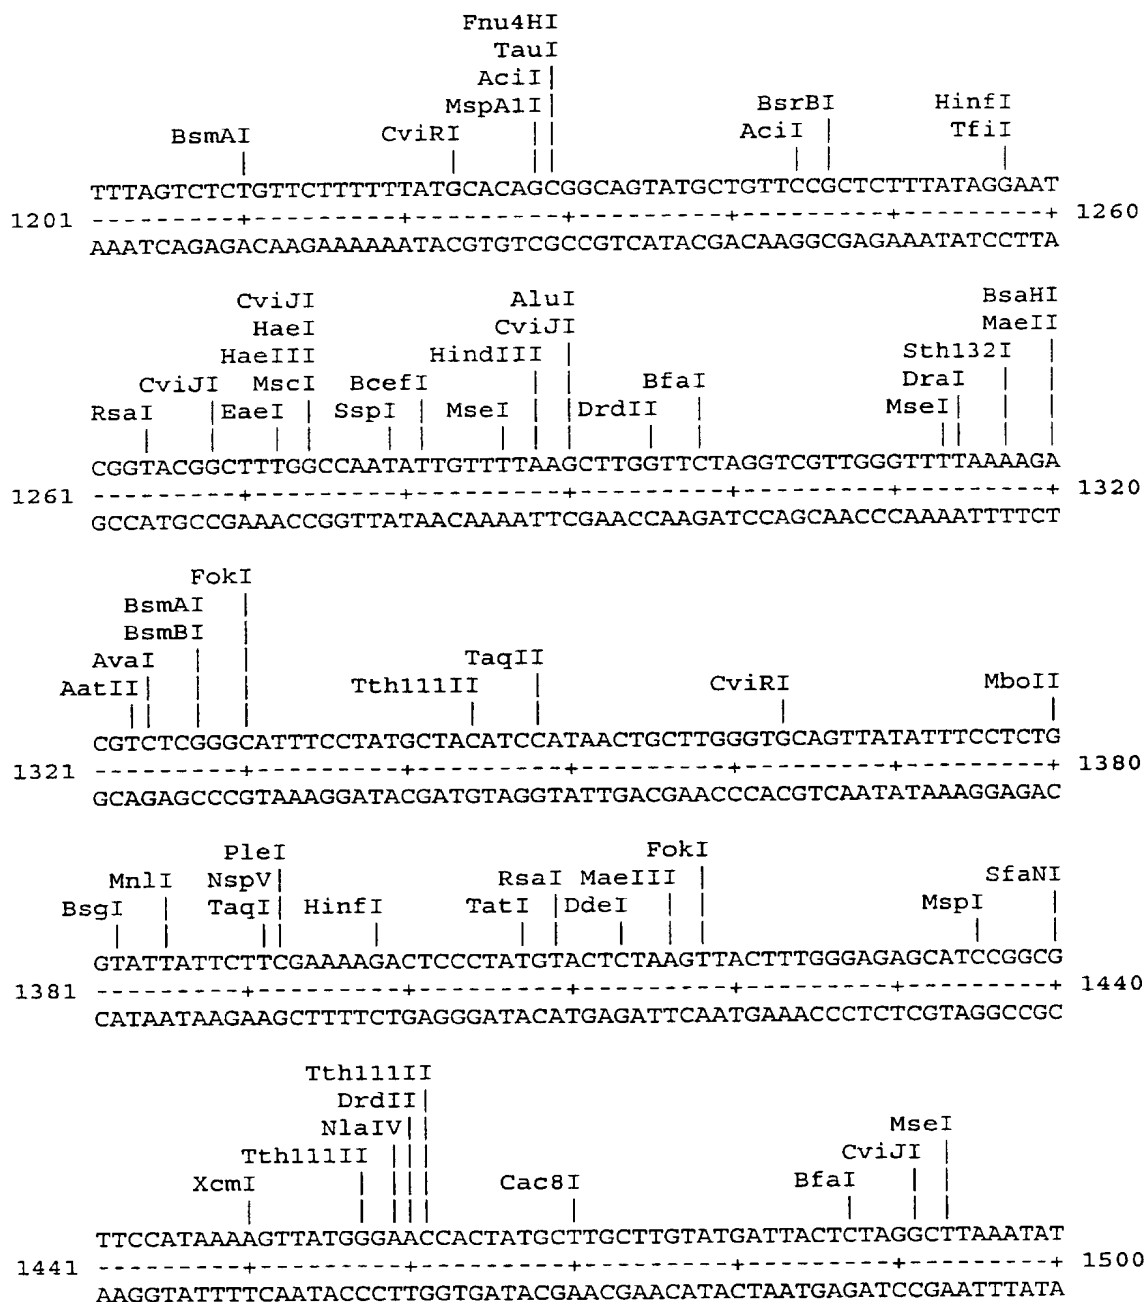 Fnu4HI
TauI
AciI
MspA1I BsrBI HinfI
BsmAI CviRI AciI TfiI
TTTAGTCTCTGTTCTTTTTTATGCACAGCGGCAGTATGCTGTTCCGCTCTTTATAGGAAT
1201 ---------+---------+---------+---------+---------+---------+ 1260
AAATCAGAGACAAGAAAAAATACGTGTCGCCGTCATACGACAAGGCGAGAAATATCCTTA
CviJI AluI BsaHI
HaeI CviJI MaeII
HaeIII HindIII Sth132I
CviJI MscI BcefI BfaI DraI
RsaI EaeI SspI MseI DrdII MseI
CGGTACGGCTTTGGCCAATATTGTTTTAAGCTTGGTTCTAGGTCGTTGGGTTTTAAAAGA
1261 ---------+---------+---------+---------+---------+---------+ 1320
GCCATGCCGAAACCGGTTATAACAAAATTCGAACCAAGATCCAGCAACCCAAAATTTTCT
FokI
BsmAI
BsmBI
AvaI TaqII
AatII Tth111II CviRI MboII
CGTCTCGGGCATTTCCTATGCTACATCCATAACTGCTTGGGTGCAGTTATATTTCCTCTG
1321 ---------+---------+---------+---------+---------+---------+ 1380
GCAGAGCCCGTAAAGGATACGATGTAGGTATTGACGAACCCACGTCAATATAAAGGAGAC
PleI FokI
MnlI NspV RsaI MaeIII SfaNI
BsgI TaqI HinfI TatI DdeI MspI
GTATTATTCTTCGAAAAGACTCCCTATGTACTCTAAGTTACTTTGGGAGAGCATCCGGCG
1381 ---------+---------+---------+---------+---------+---------+ 1440
CATAATAAGAAGCTTTTCTGAGGGATACATGAGATTCAATGAAACCCTCTCGTAGGCCGC
Tth111II
DrdII
NlaIV MseI
Tth111II CviJI
XcmI Cac8I BfaI
TTCCATAAAAGTTATGGGAACCACTATGCTTGCTTGTATGATTACTCTAGGCTTAAATAT
1441 ---------+---------+---------+---------+---------+---------+ 1500
AAGGTATTTTCAATACCCTTGGTGATACGAACGAACATACTAATGAGATCCGAATTTATA